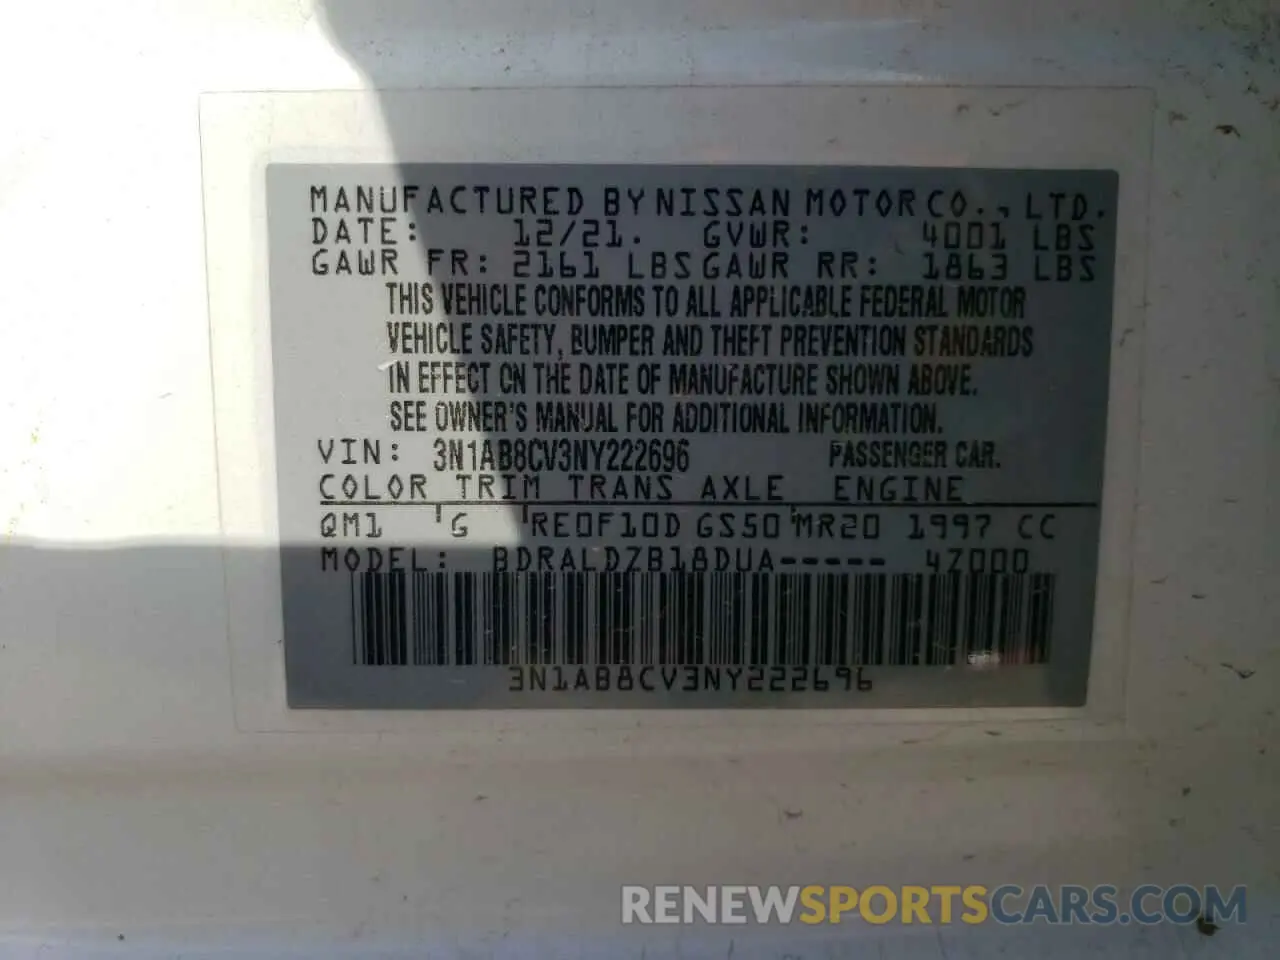 MANUFACTURED BY NISSAN MOTOR CO., LTD.
DATE: 12/21. GVWR: 4001 LBS
GAWR FR: 2161 LBS GAWR RR: 1863 LBS
THIS VEHICLE CONFORMS TO ALL APPLICABLE FEDERAL MOTOR
VEHICLE SAFETY, BUMPER AND THEFT PREVENTION STANDARDS
IN EFFECT ON THE DATE OF MANUFACTURE SHOWN ABOVE.
SEE OWNER'S MANUAL FOR ADDITIONAL INFORMATION.
VIN: 3N1AB8CV3NY222696 PASSENGER CAR.
COLOR TRIM TRANS AXLE ENGINE
QM1 G RE0F10D GS50 MR20 1997 CC
MODEL: BDRALDZB18DUA----- 4Z000
3N1AB8CV3NY222696
RENEWSPORTSCARS.COM